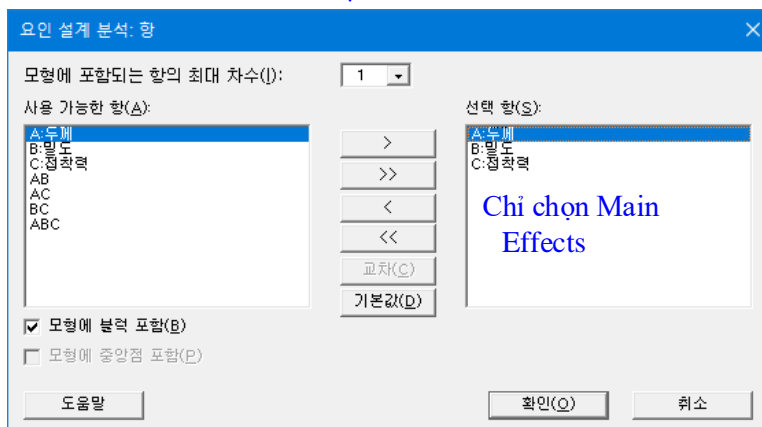 요인 설계 분석: 항
모형에 포함되는 항의 최대 차수(I):
1
사용 가능한 항(A):
선택 항(S):
A:두께
B:밀도
C:접착력
AB
AC
BC
ABC
>
>>
<
<<
교차(C)
기본값(D)
A:두께
B:밀도
C:접착력
Chỉ chọn Main
Effects
모형에 블럭 포함(B)
모형에 중앙점 포함(P)
도움말
확인(O)
취소